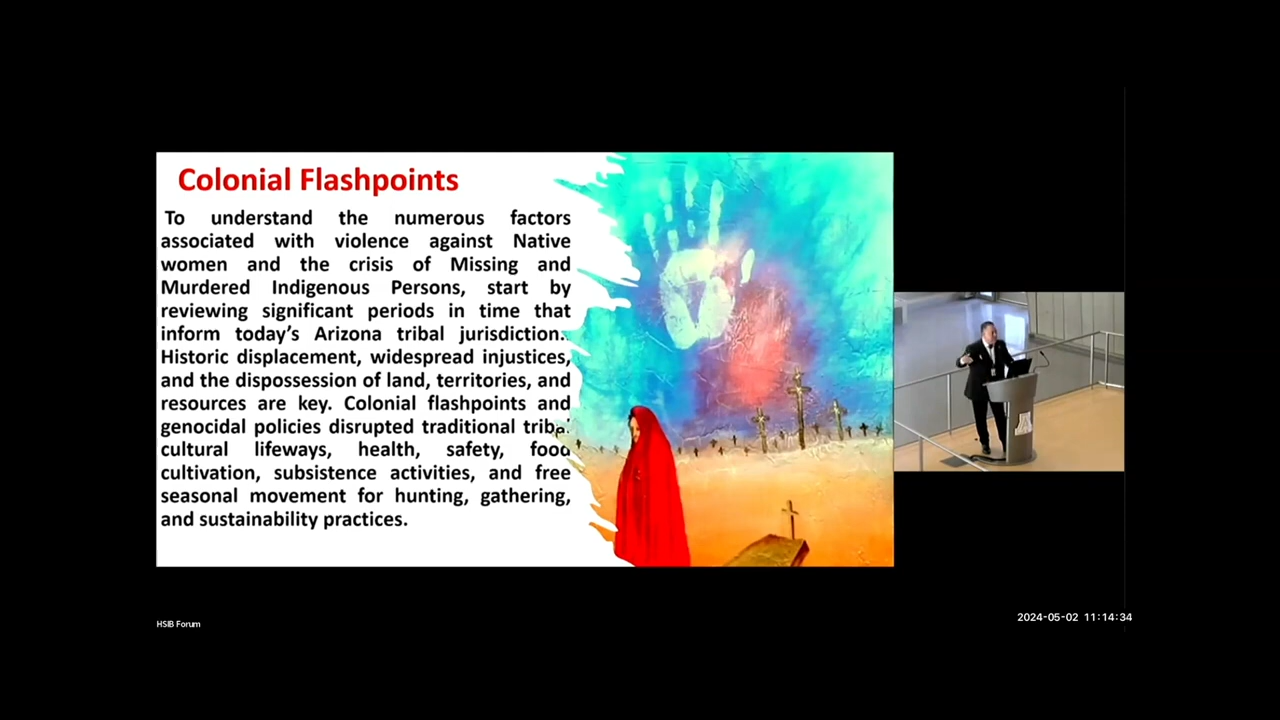 Colonial Flashpoints
To understand the numerous factors
associated with violence against Native
women and the crisis of Missing and
Murdered Indigenous Persons, start by
reviewing significant periods in time that
inform today's Arizona tribal jurisdiction.
Historic displacement, widespread injustices,
and the dispossession of land, territories, and
resources are key. Colonial flashpoints and
genocidal policies disrupted traditional tribal
cultural lifeways, health, safety, food
cultivation, subsistence activities, and free
seasonal movement for hunting, gathering,
and sustainability practices.
HSIB Forum
2024-05-02 11:14:34